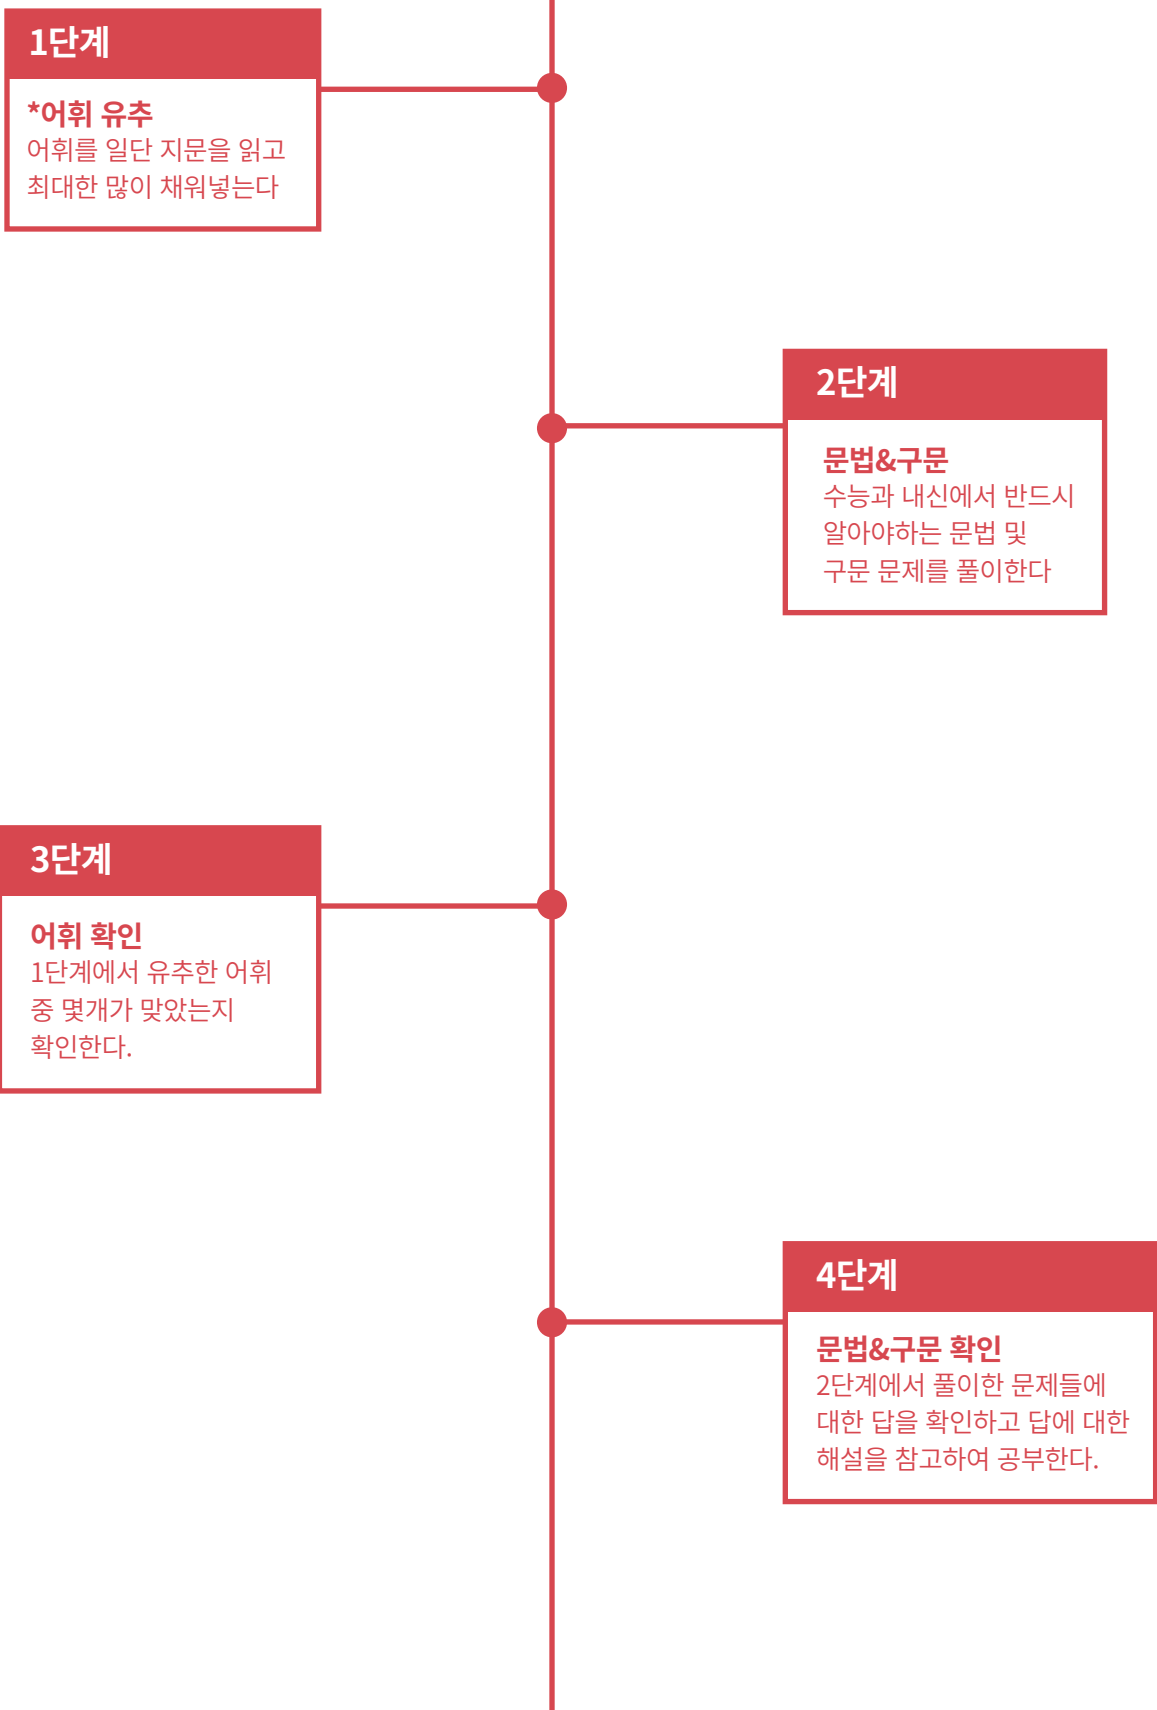 1단계
*어휘 유추
어휘를 일단 지문을 읽고
최대한 많이 채워넣는다
2단계
문법&구문
수능과 내신에서 반드시
알아야하는 문법 및
구문 문제를 풀이한다
3단계
어휘 확인
1단계에서 유추한 어휘
중 몇개가 맞았는지
확인한다.
4단계
문법&구문 확인
2단계에서 풀이한 문제들에
대한 답을 확인하고 답에 대한
해설을 참고하여 공부한다.